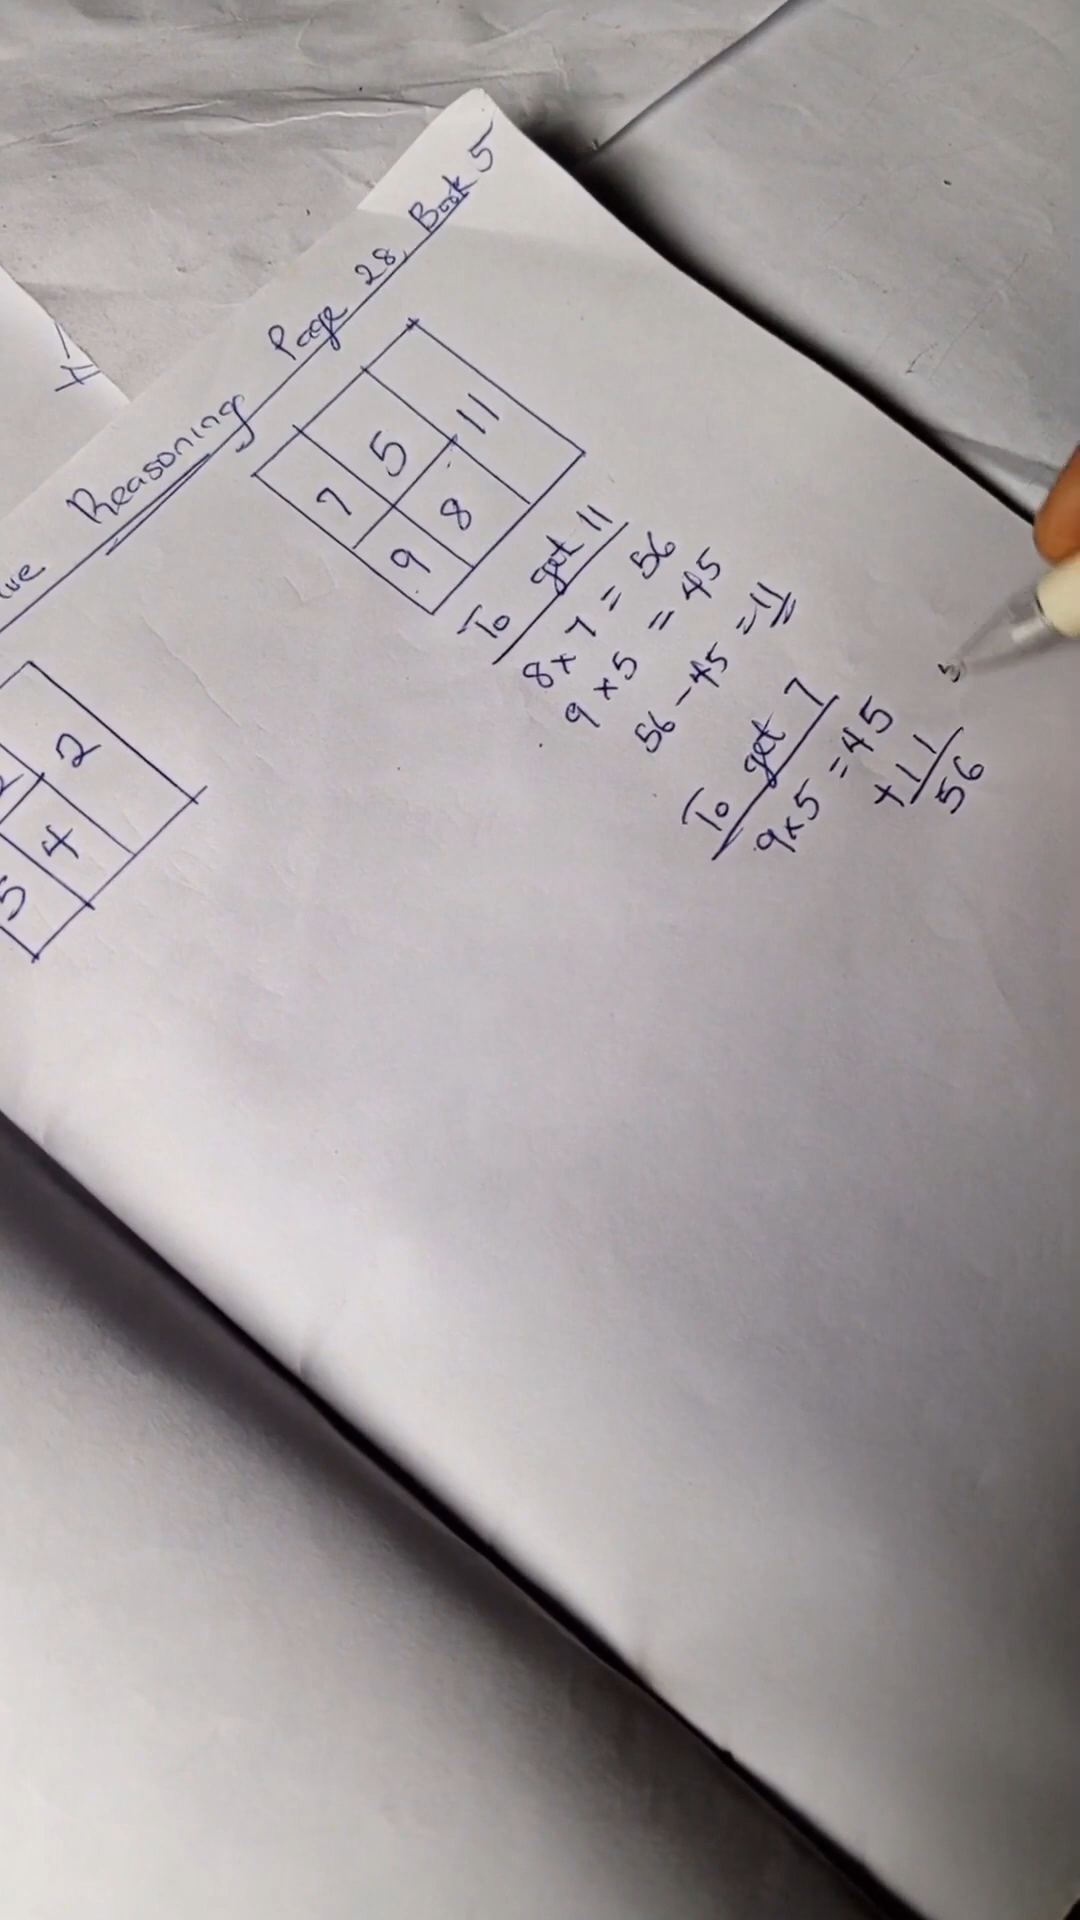 Reasoning Page 28, Book 5
7 5
9 8 11
2
5 4
To get 11
8 x 7 = 56
9 x 5 = 45
56 - 45 = 11
To get 7
9 x 5 = 45
+ 11
56